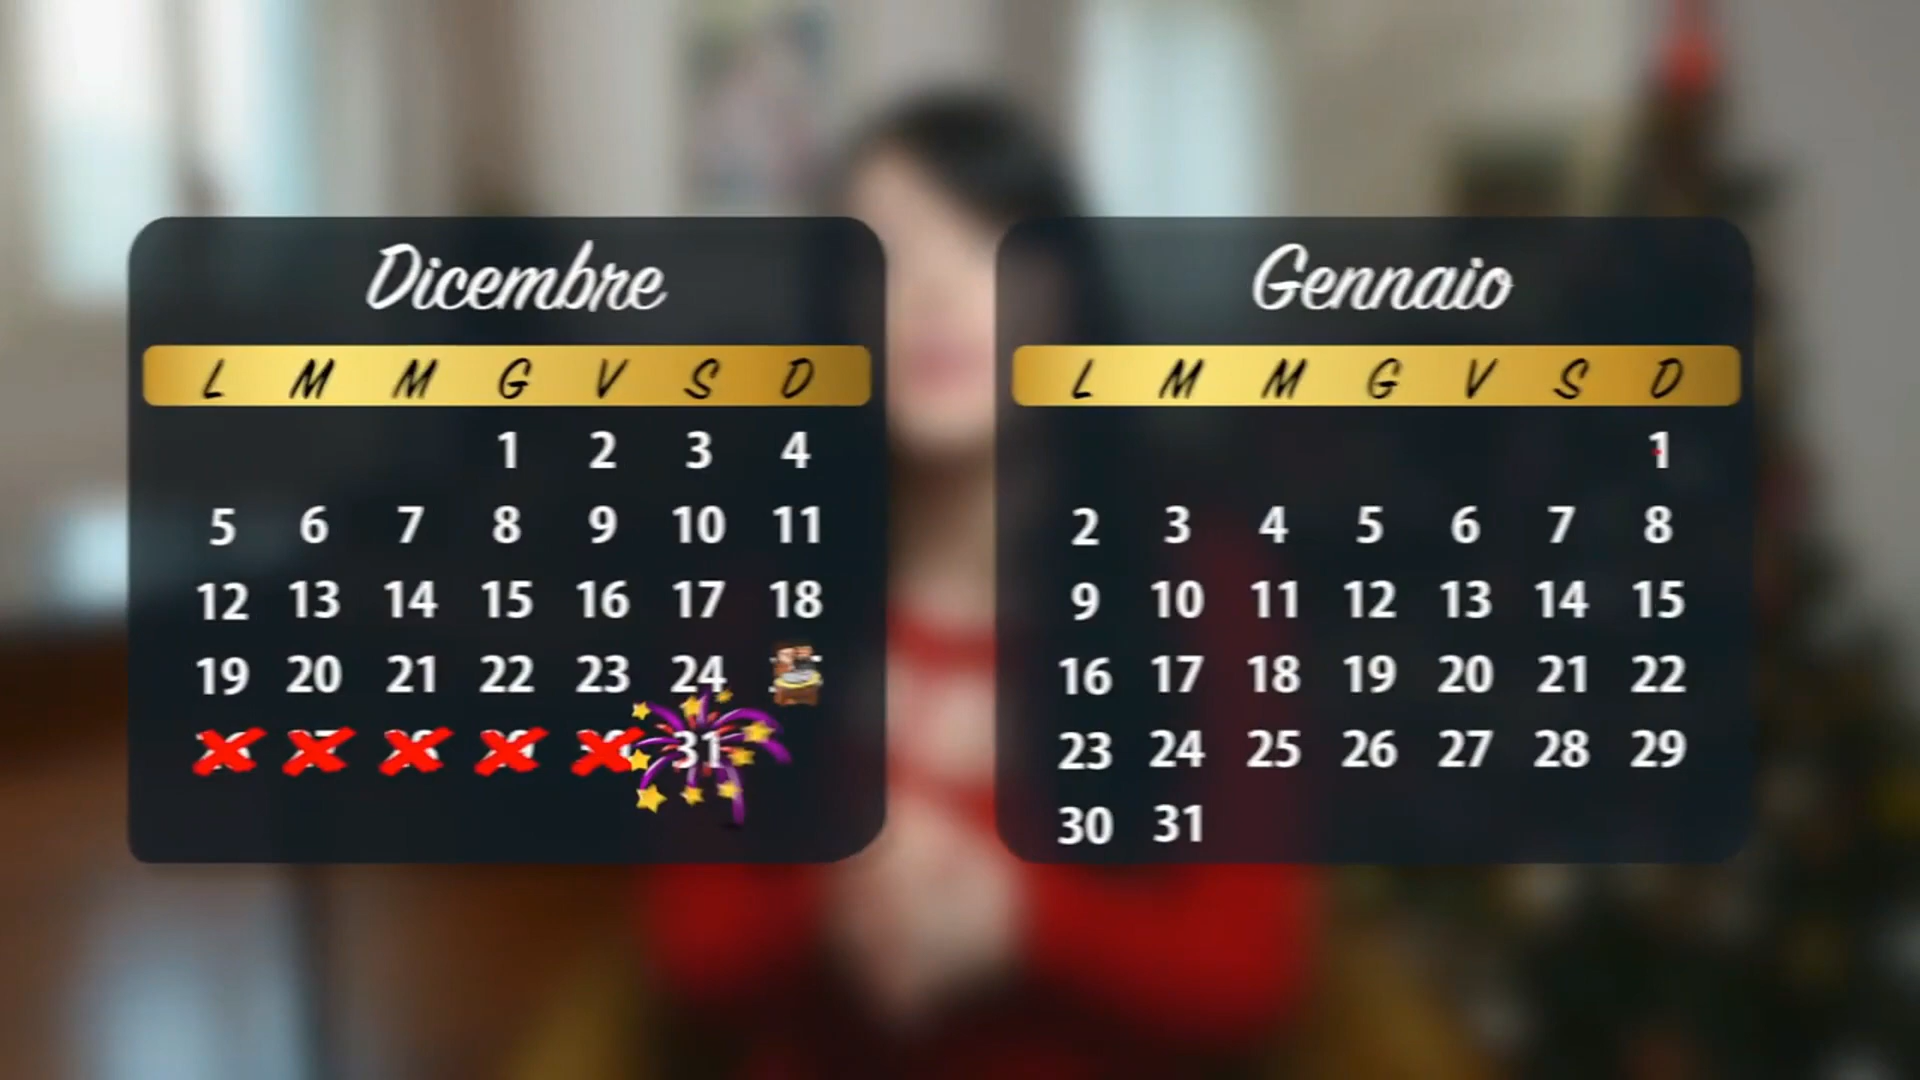 Dicembre
L M M G V S D
1 2 3 4
5 6 7 8 9 10 11
12 13 14 15 16 17 18
19 20 21 22 23 24
31
Gennaio
L M M G V S D
1
2 3 4 5 6 7 8
9 10 11 12 13 14 15
16 17 18 19 20 21 22
23 24 25 26 27 28 29
30 31